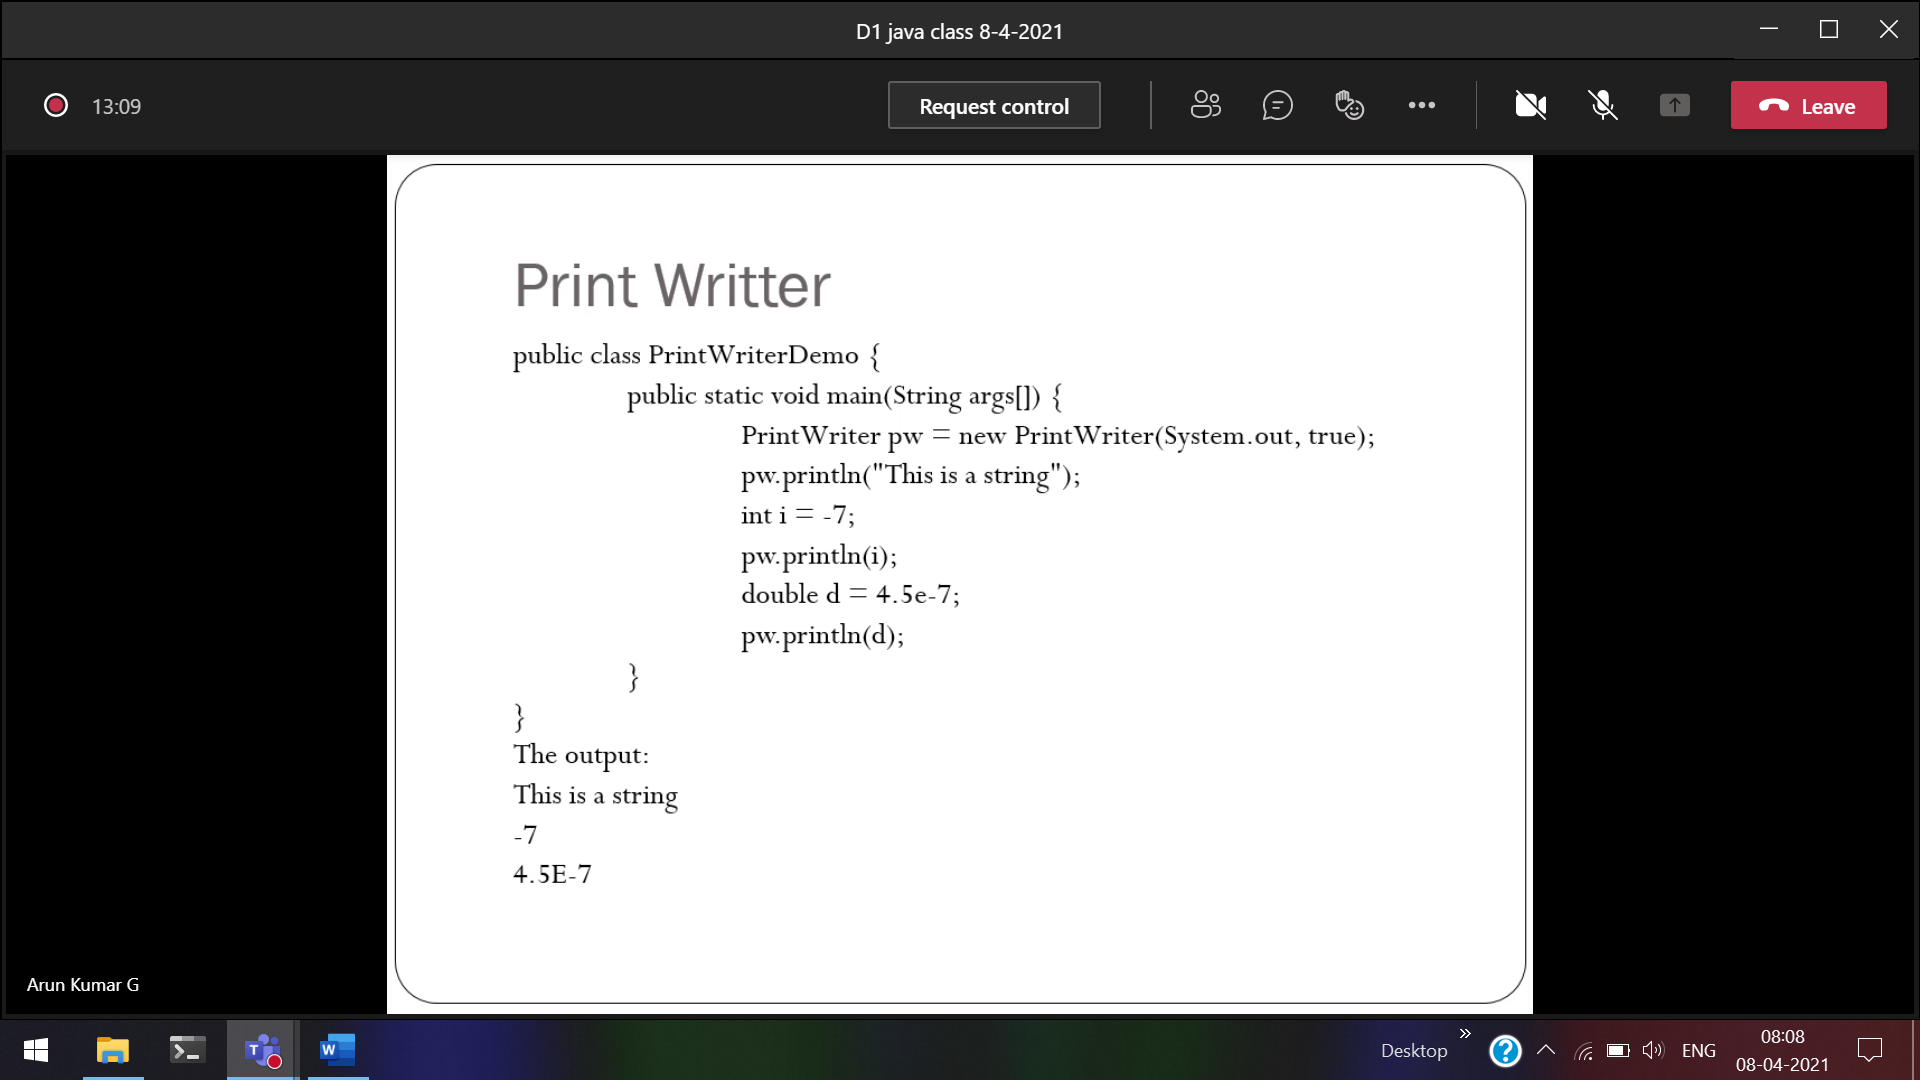 D1 java class 8-4-2021
13:09
Request control
Leave
Print Writter
public class PrintWriterDemo {
public static void main(String args[]) {
PrintWriter pw = new PrintWriter(System.out, true);
pw.println("This is a string");
int i = -7;
pw.println(i);
double d = 4.5e-7;
pw.println(d);
}
}
The output:
This is a string
-7
4.5E-7
Arun Kumar G
Desktop
ENG
08:08
08-04-2021